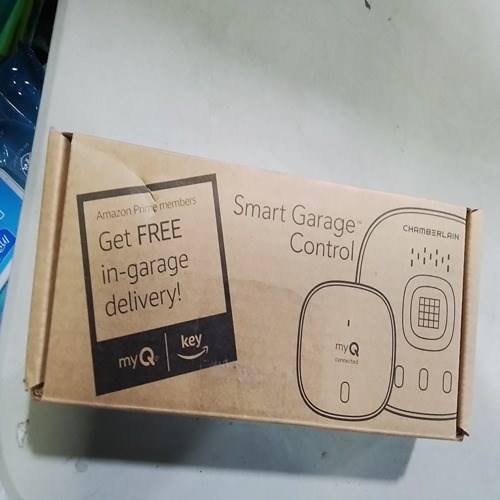 Amazon Prime members
Get FREE
in-garage
delivery!
myQ
key
Smart Garage™
Control
CHAMBERLAIN
myQ
connected